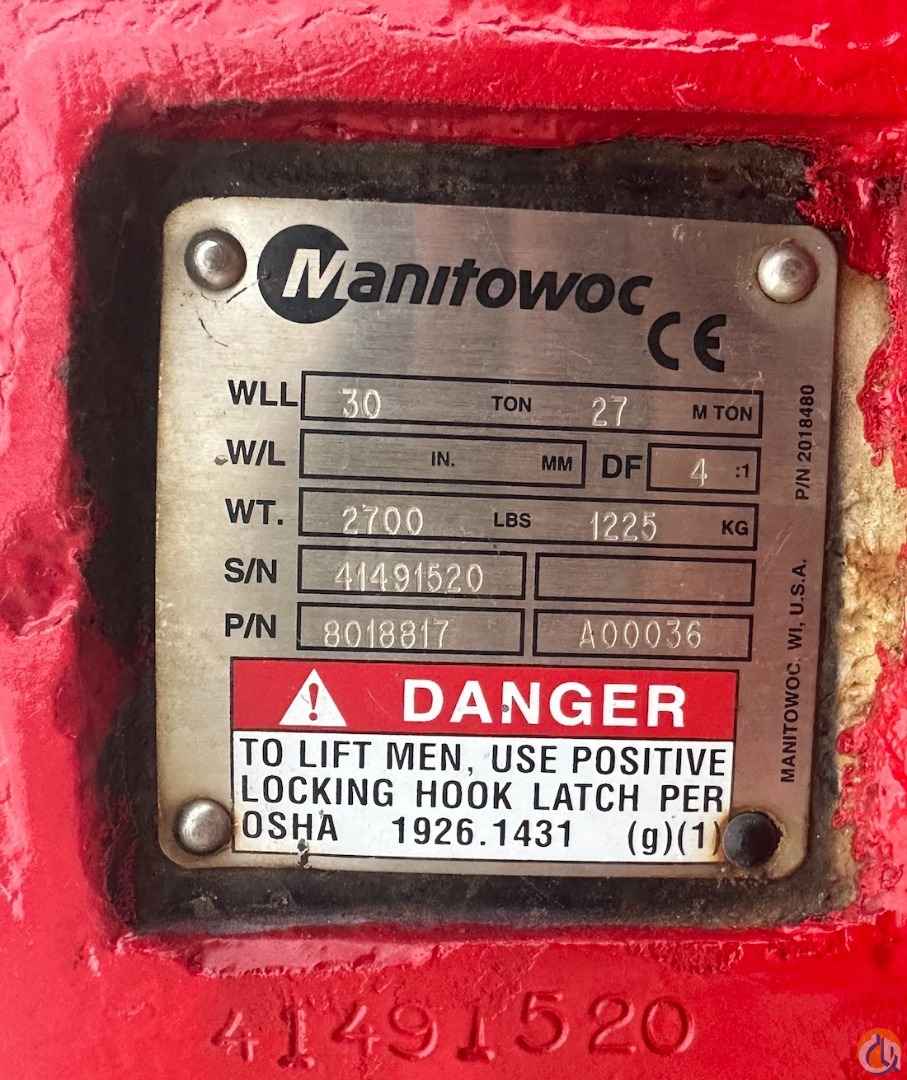 Manitowoc
CE
WLL 30 TON 27 M TON
W/L IN. MM DF 4 :1
WT. 2700 LBS 1225 KG
S/N 41491520
P/N 8018817 A00036
MANITOWOC, WI, U.S.A. P/N 2018480
DANGER
TO LIFT MEN, USE POSITIVE
LOCKING HOOK LATCH PER
OSHA 1926.1431 (g)(1)
41491520